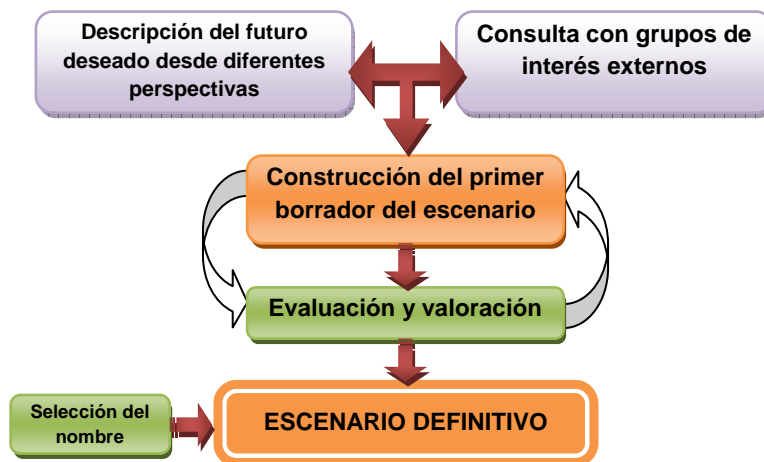 Descripción del futuro
deseado desde diferentes
perspectivas
Consulta con grupos de
interés externos
Construcción del primer
borrador del escenario
Evaluación y valoración
Selección del
nombre
ESCENARIO DEFINITIVO